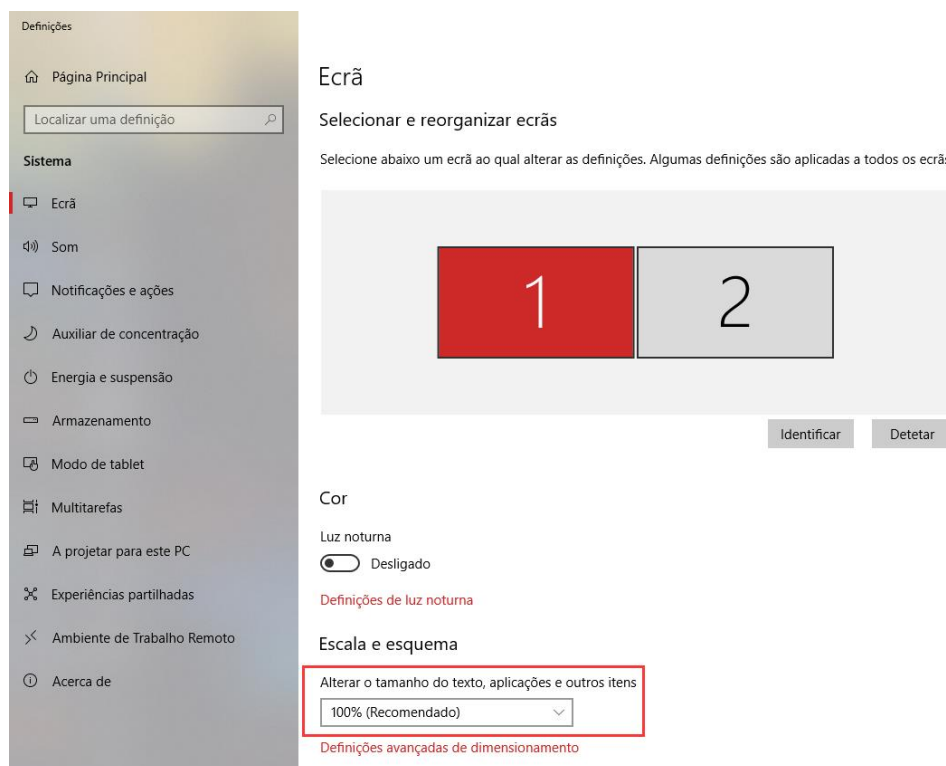 Definições
Página Principal
Localizar uma definição
Sistema
Ecrã
Som
Notificações e ações
Auxiliar de concentração
Energia e suspensão
Armazenamento
Modo de tablet
Multitarefas
A projetar para este PC
Experiências partilhadas
Ambiente de Trabalho Remoto
Acerca de
Ecrã
Selecionar e reorganizar ecrãs
Selecione abaixo um ecrã ao qual alterar as definições. Algumas definições são aplicadas a todos os ecrãs
1 2
Identificar Detetar
Cor
Luz noturna
Desligado
Definições de luz noturna
Escala e esquema
Alterar o tamanho do texto, aplicações e outros itens
100% (Recomendado)
Definições avançadas de dimensionamento